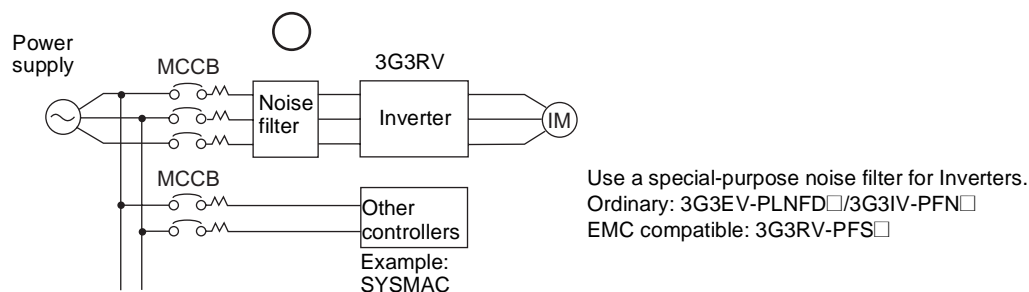 Power
supply
MCCB
3G3RV
Noise
filter
Inverter
IM
MCCB
Other
controllers
Example:
SYSMAC
Use a special-purpose noise filter for Inverters.
Ordinary: 3G3EV-PLNFD□/3G3IV-PFN□
EMC compatible: 3G3RV-PFS□